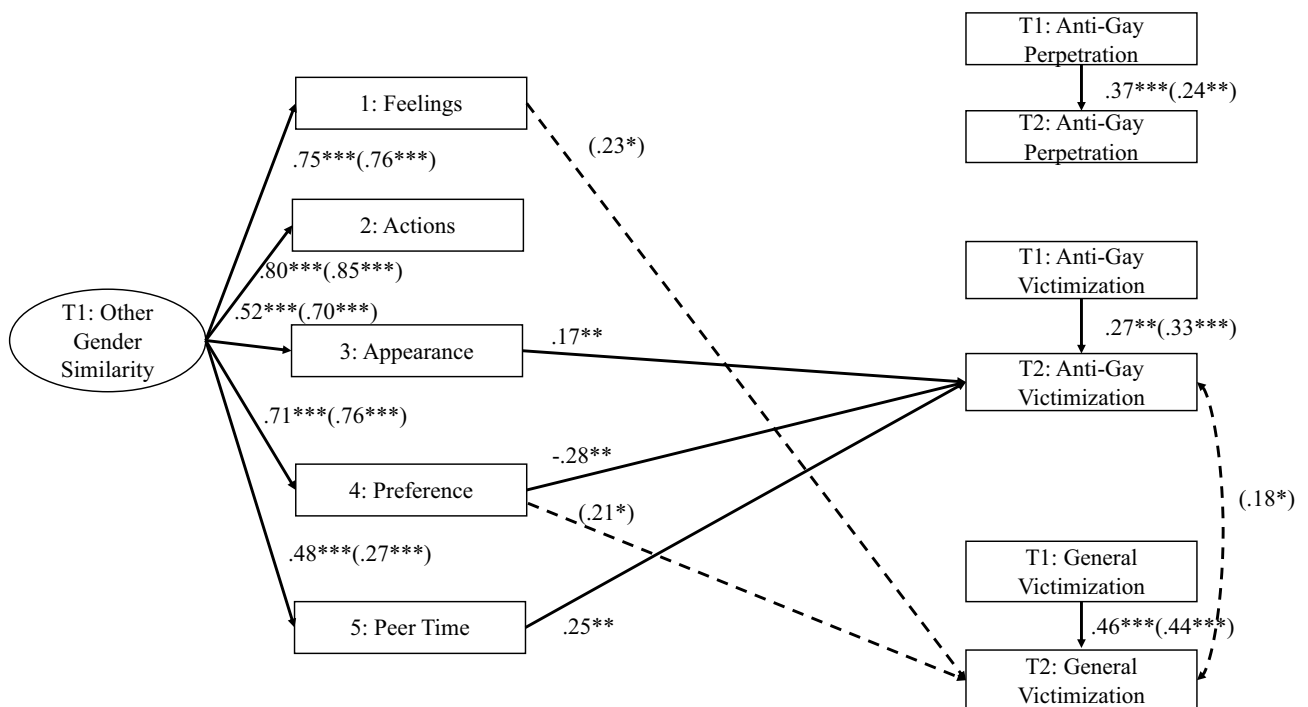 T1: Anti-Gay
Perpetration
.37***(.24**)
T2: Anti-Gay
Perpetration
1: Feelings
(.23*)
.75***(.76***)
2: Actions
.80***(.85***)
T1: Other
Gender
Similarity
.52***(.70***)
3: Appearance
.17**
T1: Anti-Gay
Victimization
.27**(.33***)
T2: Anti-Gay
Victimization
.71***(.76***)
4: Preference
-.28**
(.21*)
(.18*)
.48***(.27***)
5: Peer Time
.25**
T1: General
Victimization
.46***(.44***)
T2: General
Victimization